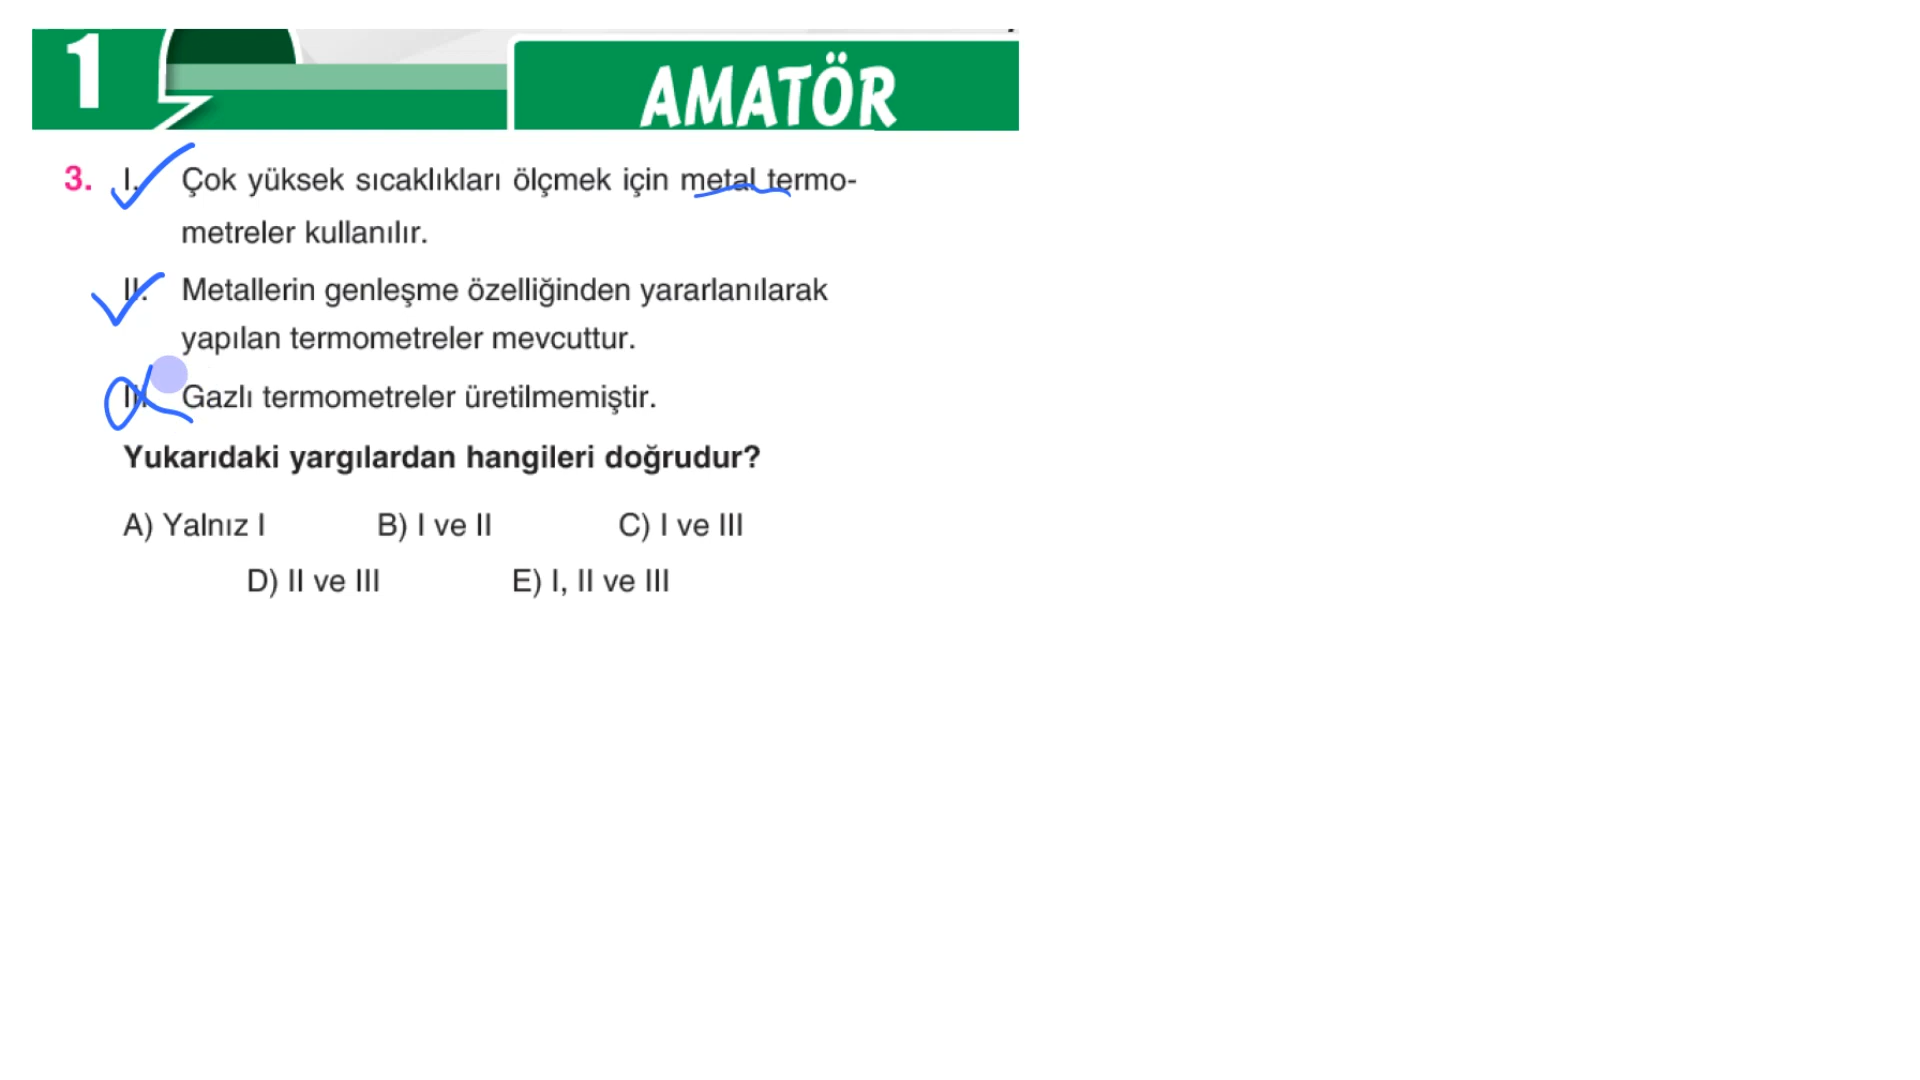 1
AMATÖR
3. I. Çok yüksek sıcaklıkları ölçmek için metal termo-
metreler kullanılır.
II. Metallerin genleşme özelliğinden yararlanılarak
yapılan termometreler mevcuttur.
III. Gazlı termometreler üretilmemiştir.
Yukarıdaki yargılardan hangileri doğrudur?
A) Yalnız I B) I ve II C) I ve III
D) II ve III E) I, II ve III